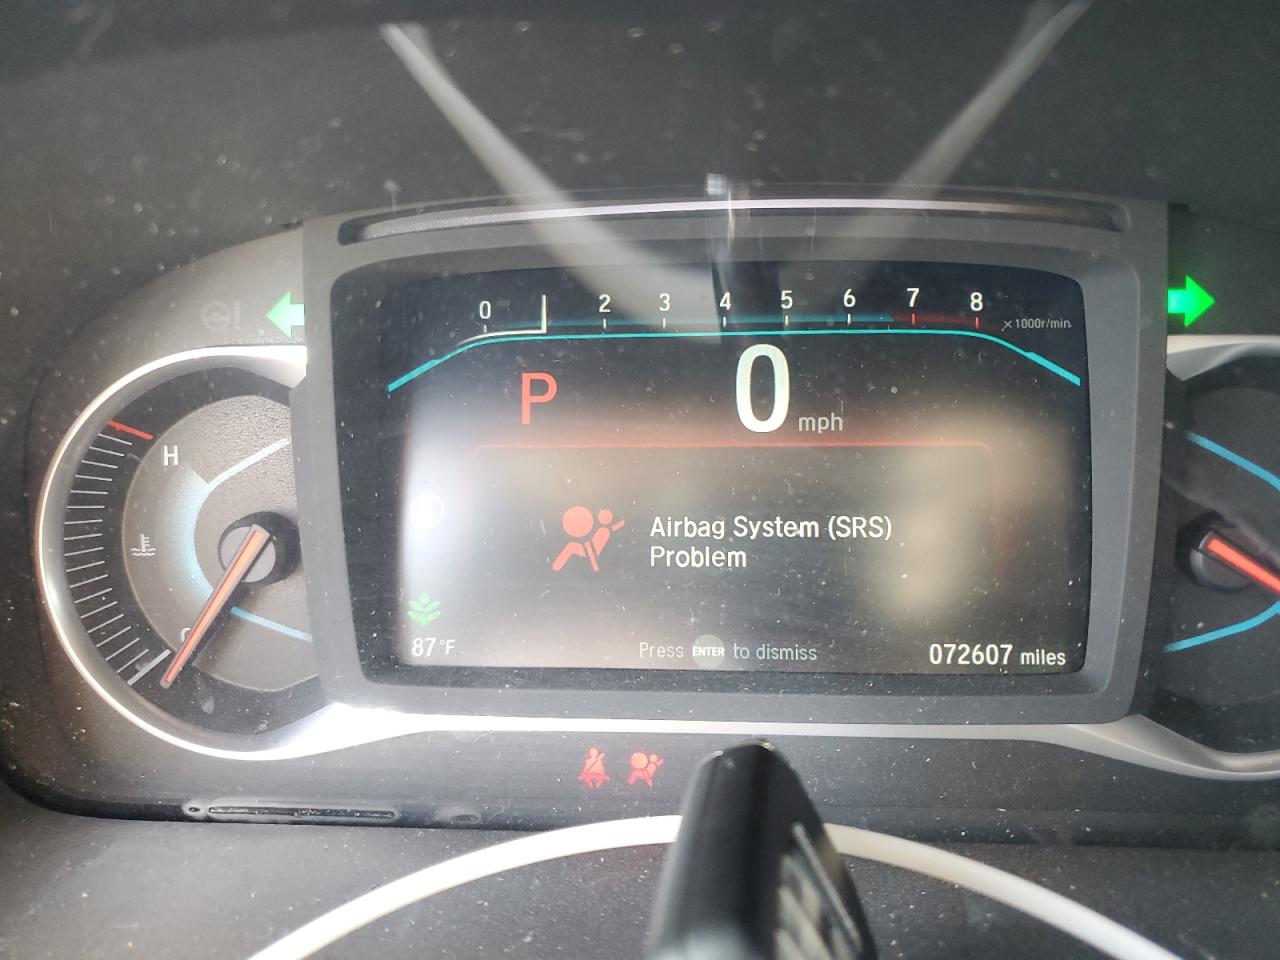 0 2 3 4 5 6 7 8
×1000r/min
P 0 mph
H
Airbag System (SRS)
Problem
87°F
Press ENTER to dismiss
072607 miles